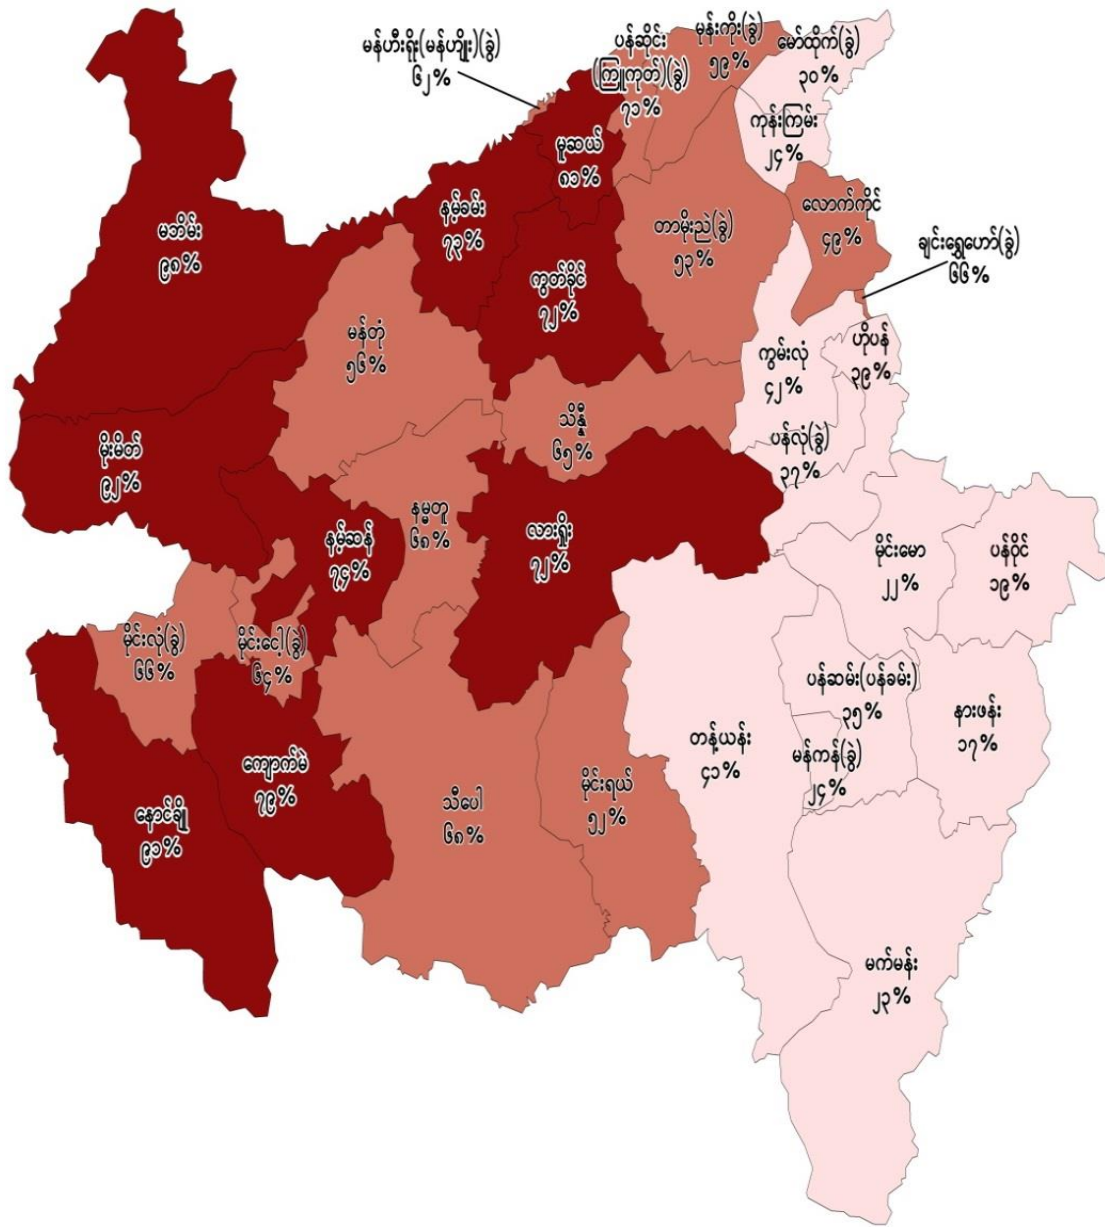 မန်ဟီးရိုး(မန်ဟျိုး)(ခွဲ)
၆၂%
ပန်ဆိုင်း
(ကြူကုတ်)(ခွဲ)
၇၁%
မုန်းကိုး(ခွဲ)
၅၉%
မော်ထိုက်(ခွဲ)
၃၀%
ကုန်းကြမ်း
၂၄%
မူဆယ်
၈၁%
နမ့်ခမ်း
၇၃%
မဘိမ်း
၉၈%
တာမိုးညဲ(ခွဲ)
၅၃%
လောက်ကိုင်
၄၉%
ချင်းရွှေဟော်(ခွဲ)
၆၆%
ကွတ်ခိုင်
၇၂%
မန်တုံ
၅၆%
ကွမ်းလုံ
၄၂%
ဟိုပန်
၃၉%
သိန္နီ
၆၅%
ပန်လုံ(ခွဲ)
၃၇%
မိုးမိတ်
၉၂%
နမ္မတူ
၆၈%
နမ့်ဆန်
၇၄%
လားရှိုး
၇၂%
မိုင်းမော
၂၂%
ပန်ဝိုင်
၁၉%
မိုင်းလုံ(ခွဲ)
၆၆%
မိုင်းငေါ့(ခွဲ)
၆၄%
ပန်ဆမ်း(ပန်ခမ်း)
၃၅%
နားဖန်း
၁၇%
တန့်ယန်း
၄၁%
မန်ကန်(ခွဲ)
၂၄%
ကျောက်မဲ
၇၉%
သီပေါ
၆၈%
မိုင်းရယ်
၅၂%
နောင်ချို
၉၁%
မက်မန်း
၂၃%